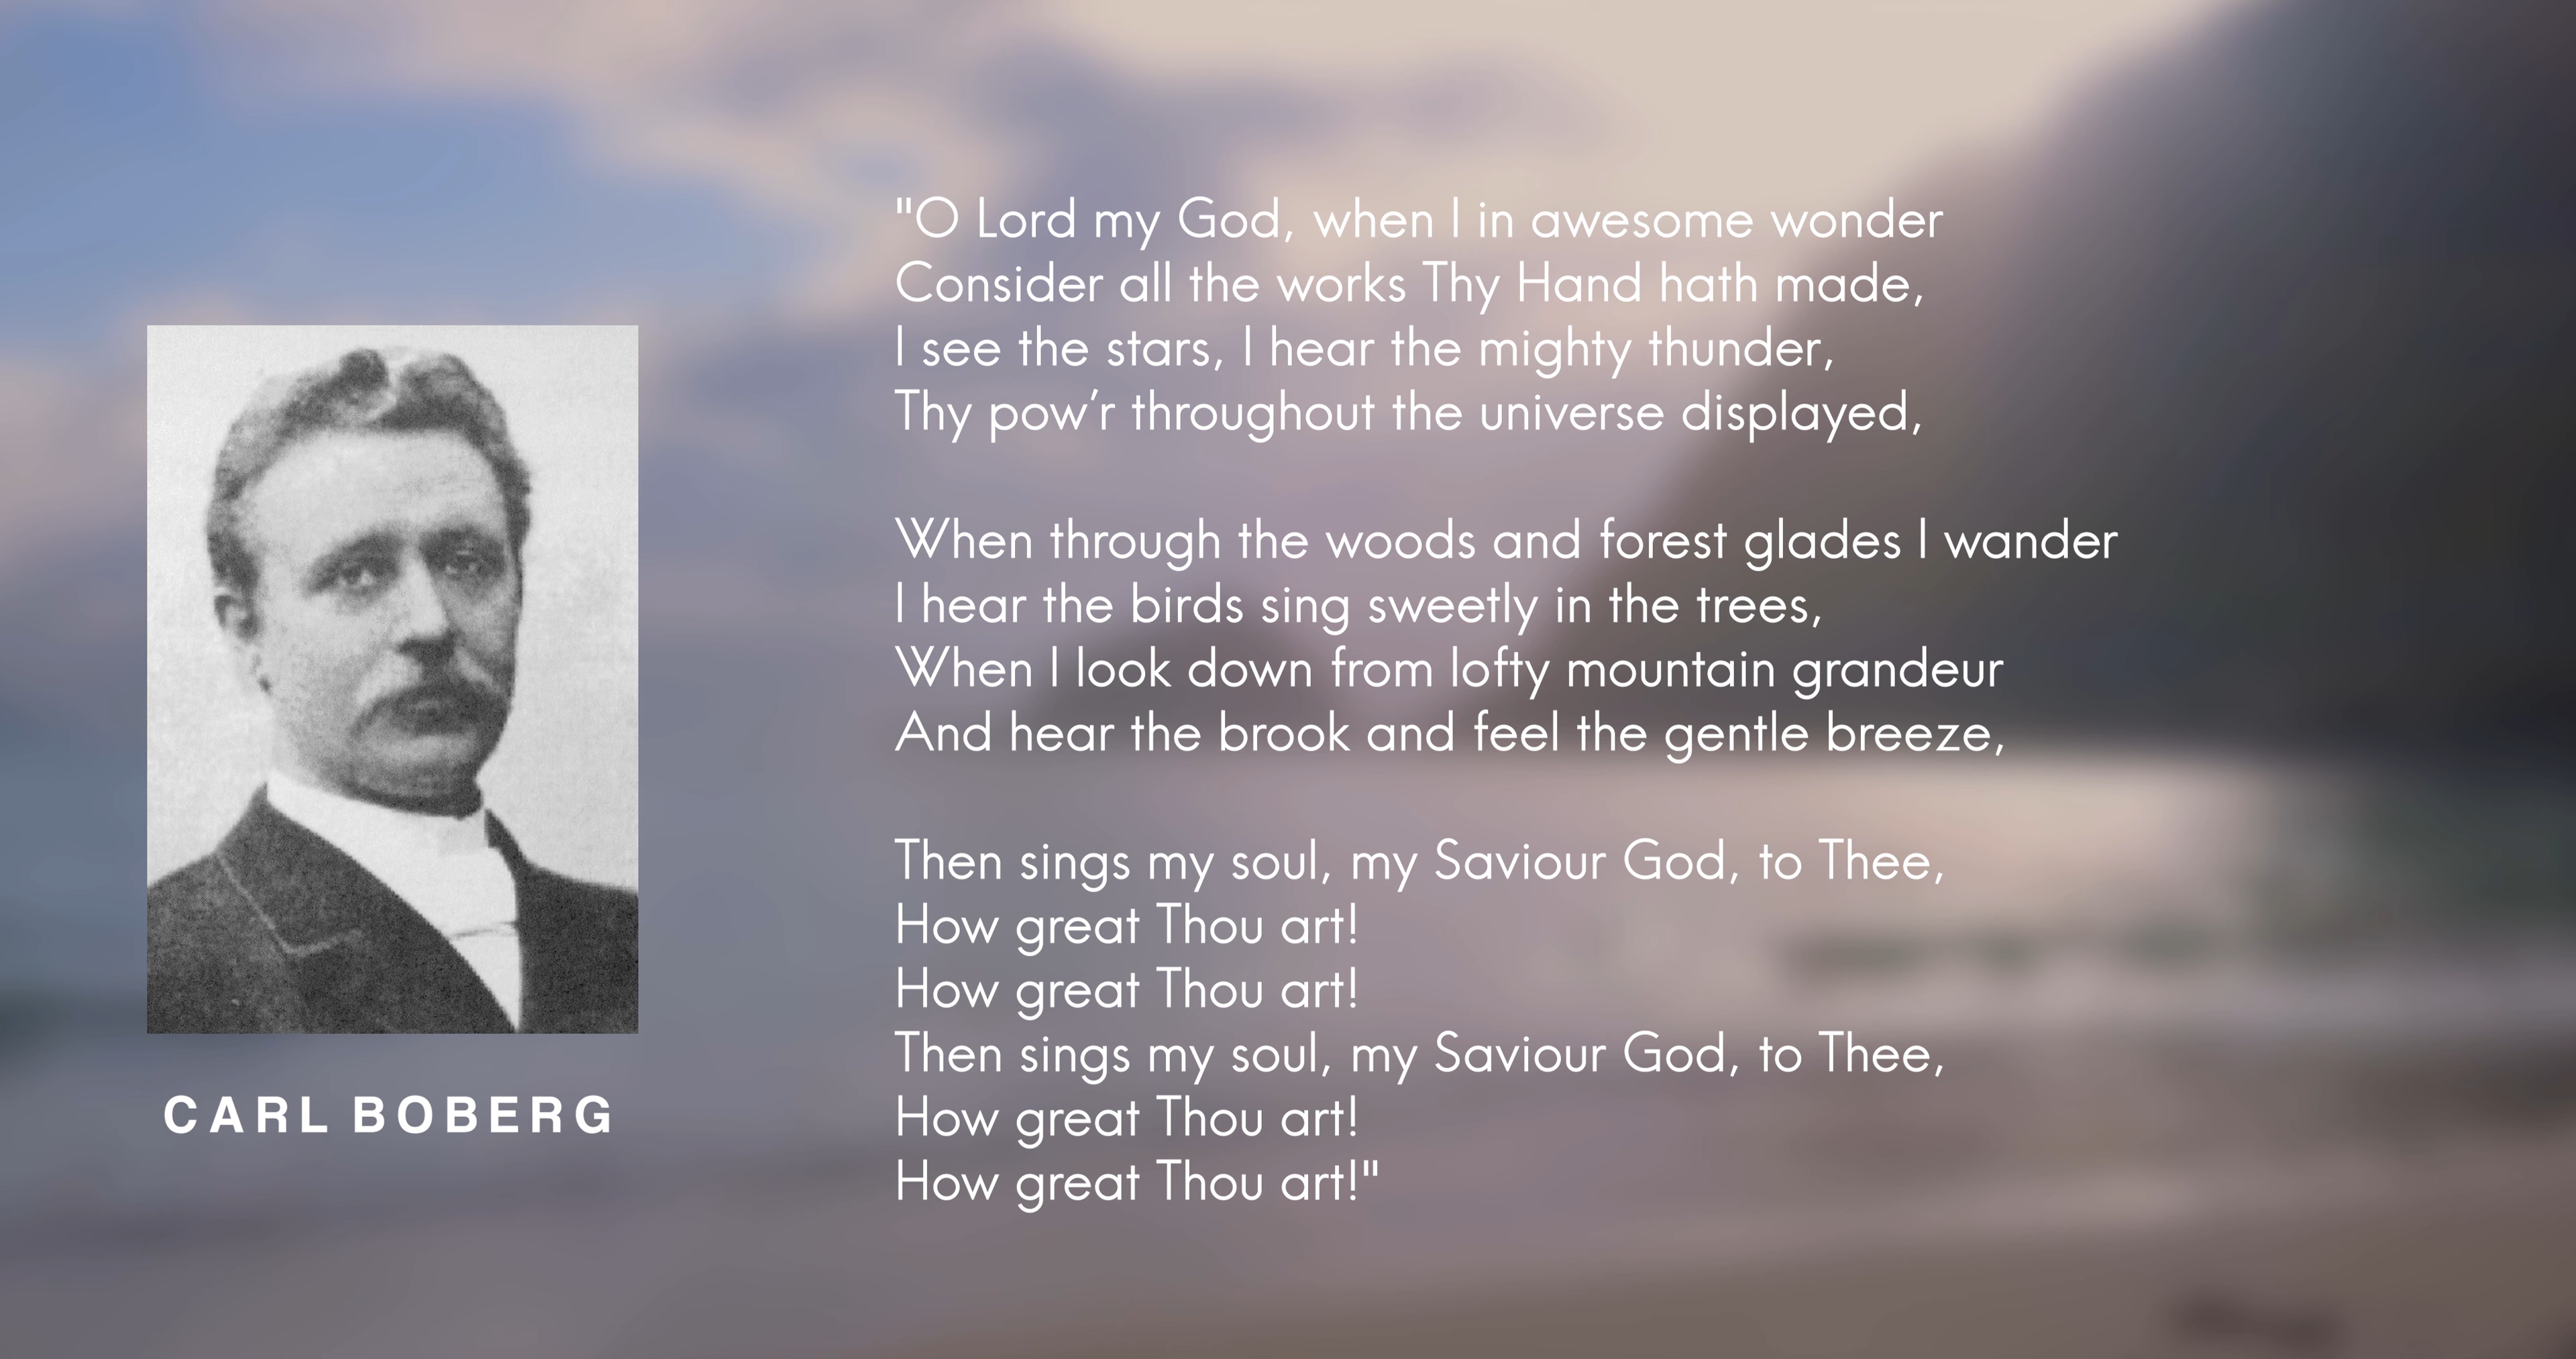 "O Lord my God, when I in awesome wonder
Consider all the works Thy Hand hath made,
I see the stars, I hear the mighty thunder,
Thy pow’r throughout the universe displayed,
When through the woods and forest glades I wander
I hear the birds sing sweetly in the trees,
When I look down from lofty mountain grandeur
And hear the brook and feel the gentle breeze,
Then sings my soul, my Saviour God, to Thee,
How great Thou art!
How great Thou art!
Then sings my soul, my Saviour God, to Thee,
How great Thou art!
How great Thou art!"
CARL BOBERG